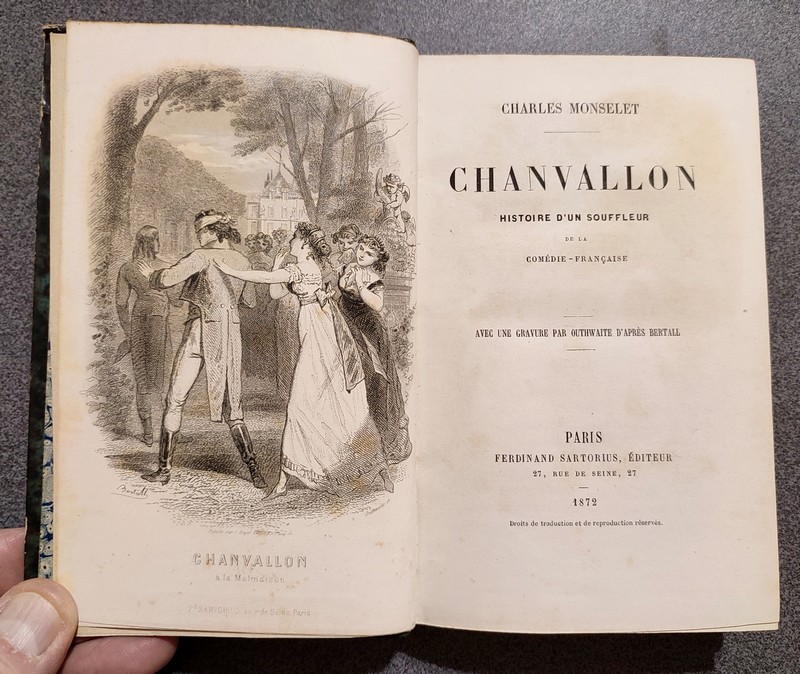 Bertall
CHANVALLON
à la Malmaison
CHARLES MONSELET
CHANVALLON
HISTOIRE D'UN SOUFFLEUR
DE LA
COMÉDIE-FRANÇAISE
AVEC UNE GRAVURE PAR OUTHWAITE D'APRÈS BERTALL
PARIS
FERDINAND SARTORIUS, ÉDITEUR
27, RUE DE SEINE, 27
1872
Droits de traduction et de reproduction réservés.